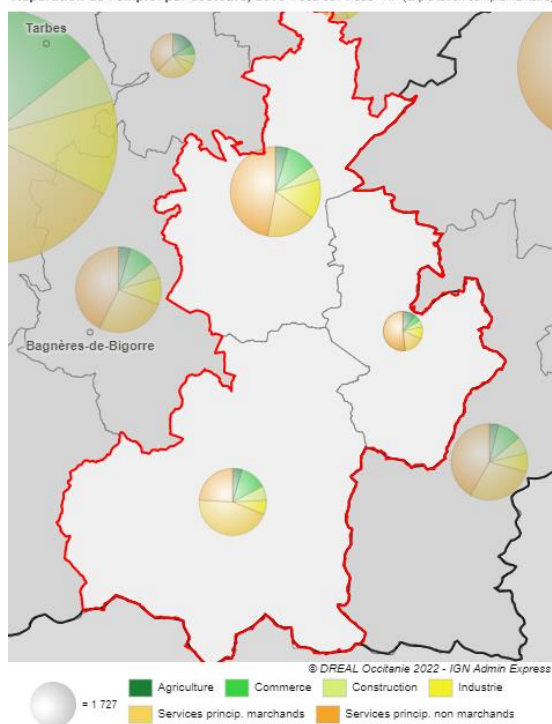 Tarbes
Bagnères-de-Bigorre
© DREAL Occitanie 2022 - IGN Admin Express
= 1 727
Agriculture
Commerce
Construction
Industrie
Services princip. marchands
Services princip. non marchands